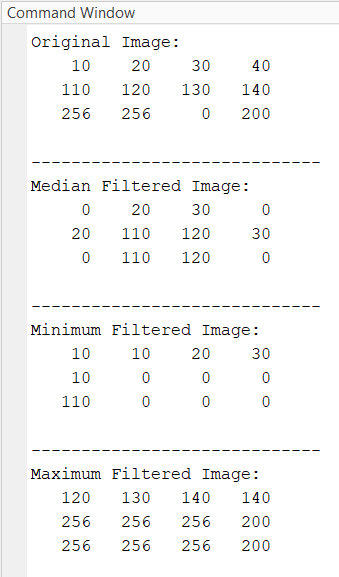 Command Window
Original Image:
10 20 30 40
110 120 130 140
256 256 0 200
-----------------------------
Median Filtered Image:
0 20 30 0
20 110 120 30
0 110 120 0
-----------------------------
Minimum Filtered Image:
10 10 20 30
10 0 0 0
110 0 0 0
-----------------------------
Maximum Filtered Image:
120 130 140 140
256 256 256 200
256 256 256 200